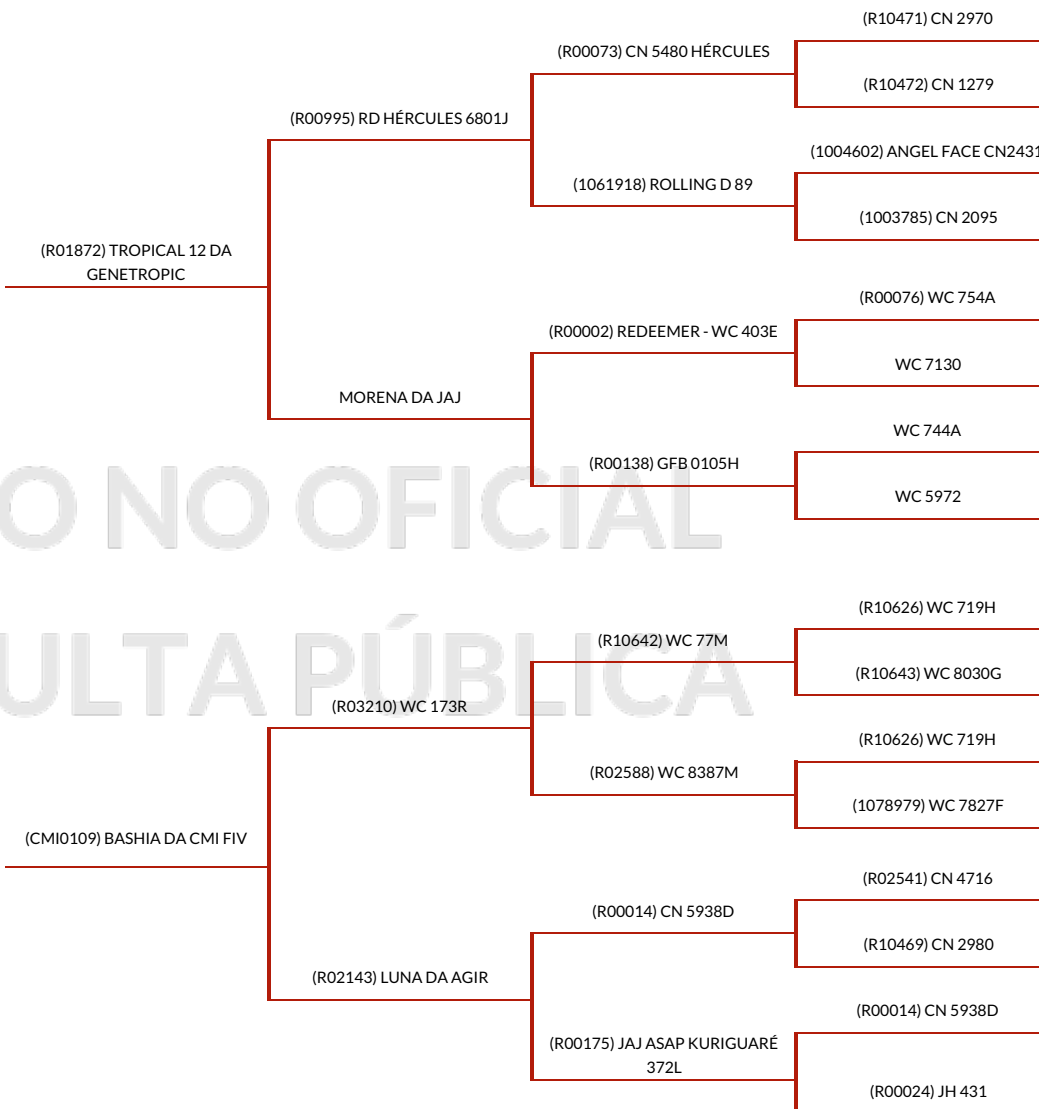 (R10471) CN 2970
(R00073) CN 5480 HÉRCULES
(R10472) CN 1279
(R00995) RD HÉRCULES 6801J
(1004602) ANGEL FACE CN2431
(1061918) ROLLING D 89
(1003785) CN 2095
(R01872) TROPICAL 12 DA
GENETROPIC
(R00076) WC 754A
(R00002) REDEEMER - WC 403E
WC 7130
MORENA DA JAJ
WC 744A
(R00138) GFB 0105H
WC 5972
O NO OFICIAL
(R10626) WC 719H
(R10642) WC 77M
ULTA PÚBLICA
(R10643) WC 8030G
(R03210) WC 173R
(R10626) WC 719H
(R02588) WC 8387M
(1078979) WC 7827F
(CMI0109) BASHIA DA CMI FIV
(R02541) CN 4716
(R00014) CN 5938D
(R10469) CN 2980
(R02143) LUNA DA AGIR
(R00014) CN 5938D
(R00175) JAJ ASAP KURIGUARÉ
372L
(R00024) JH 431